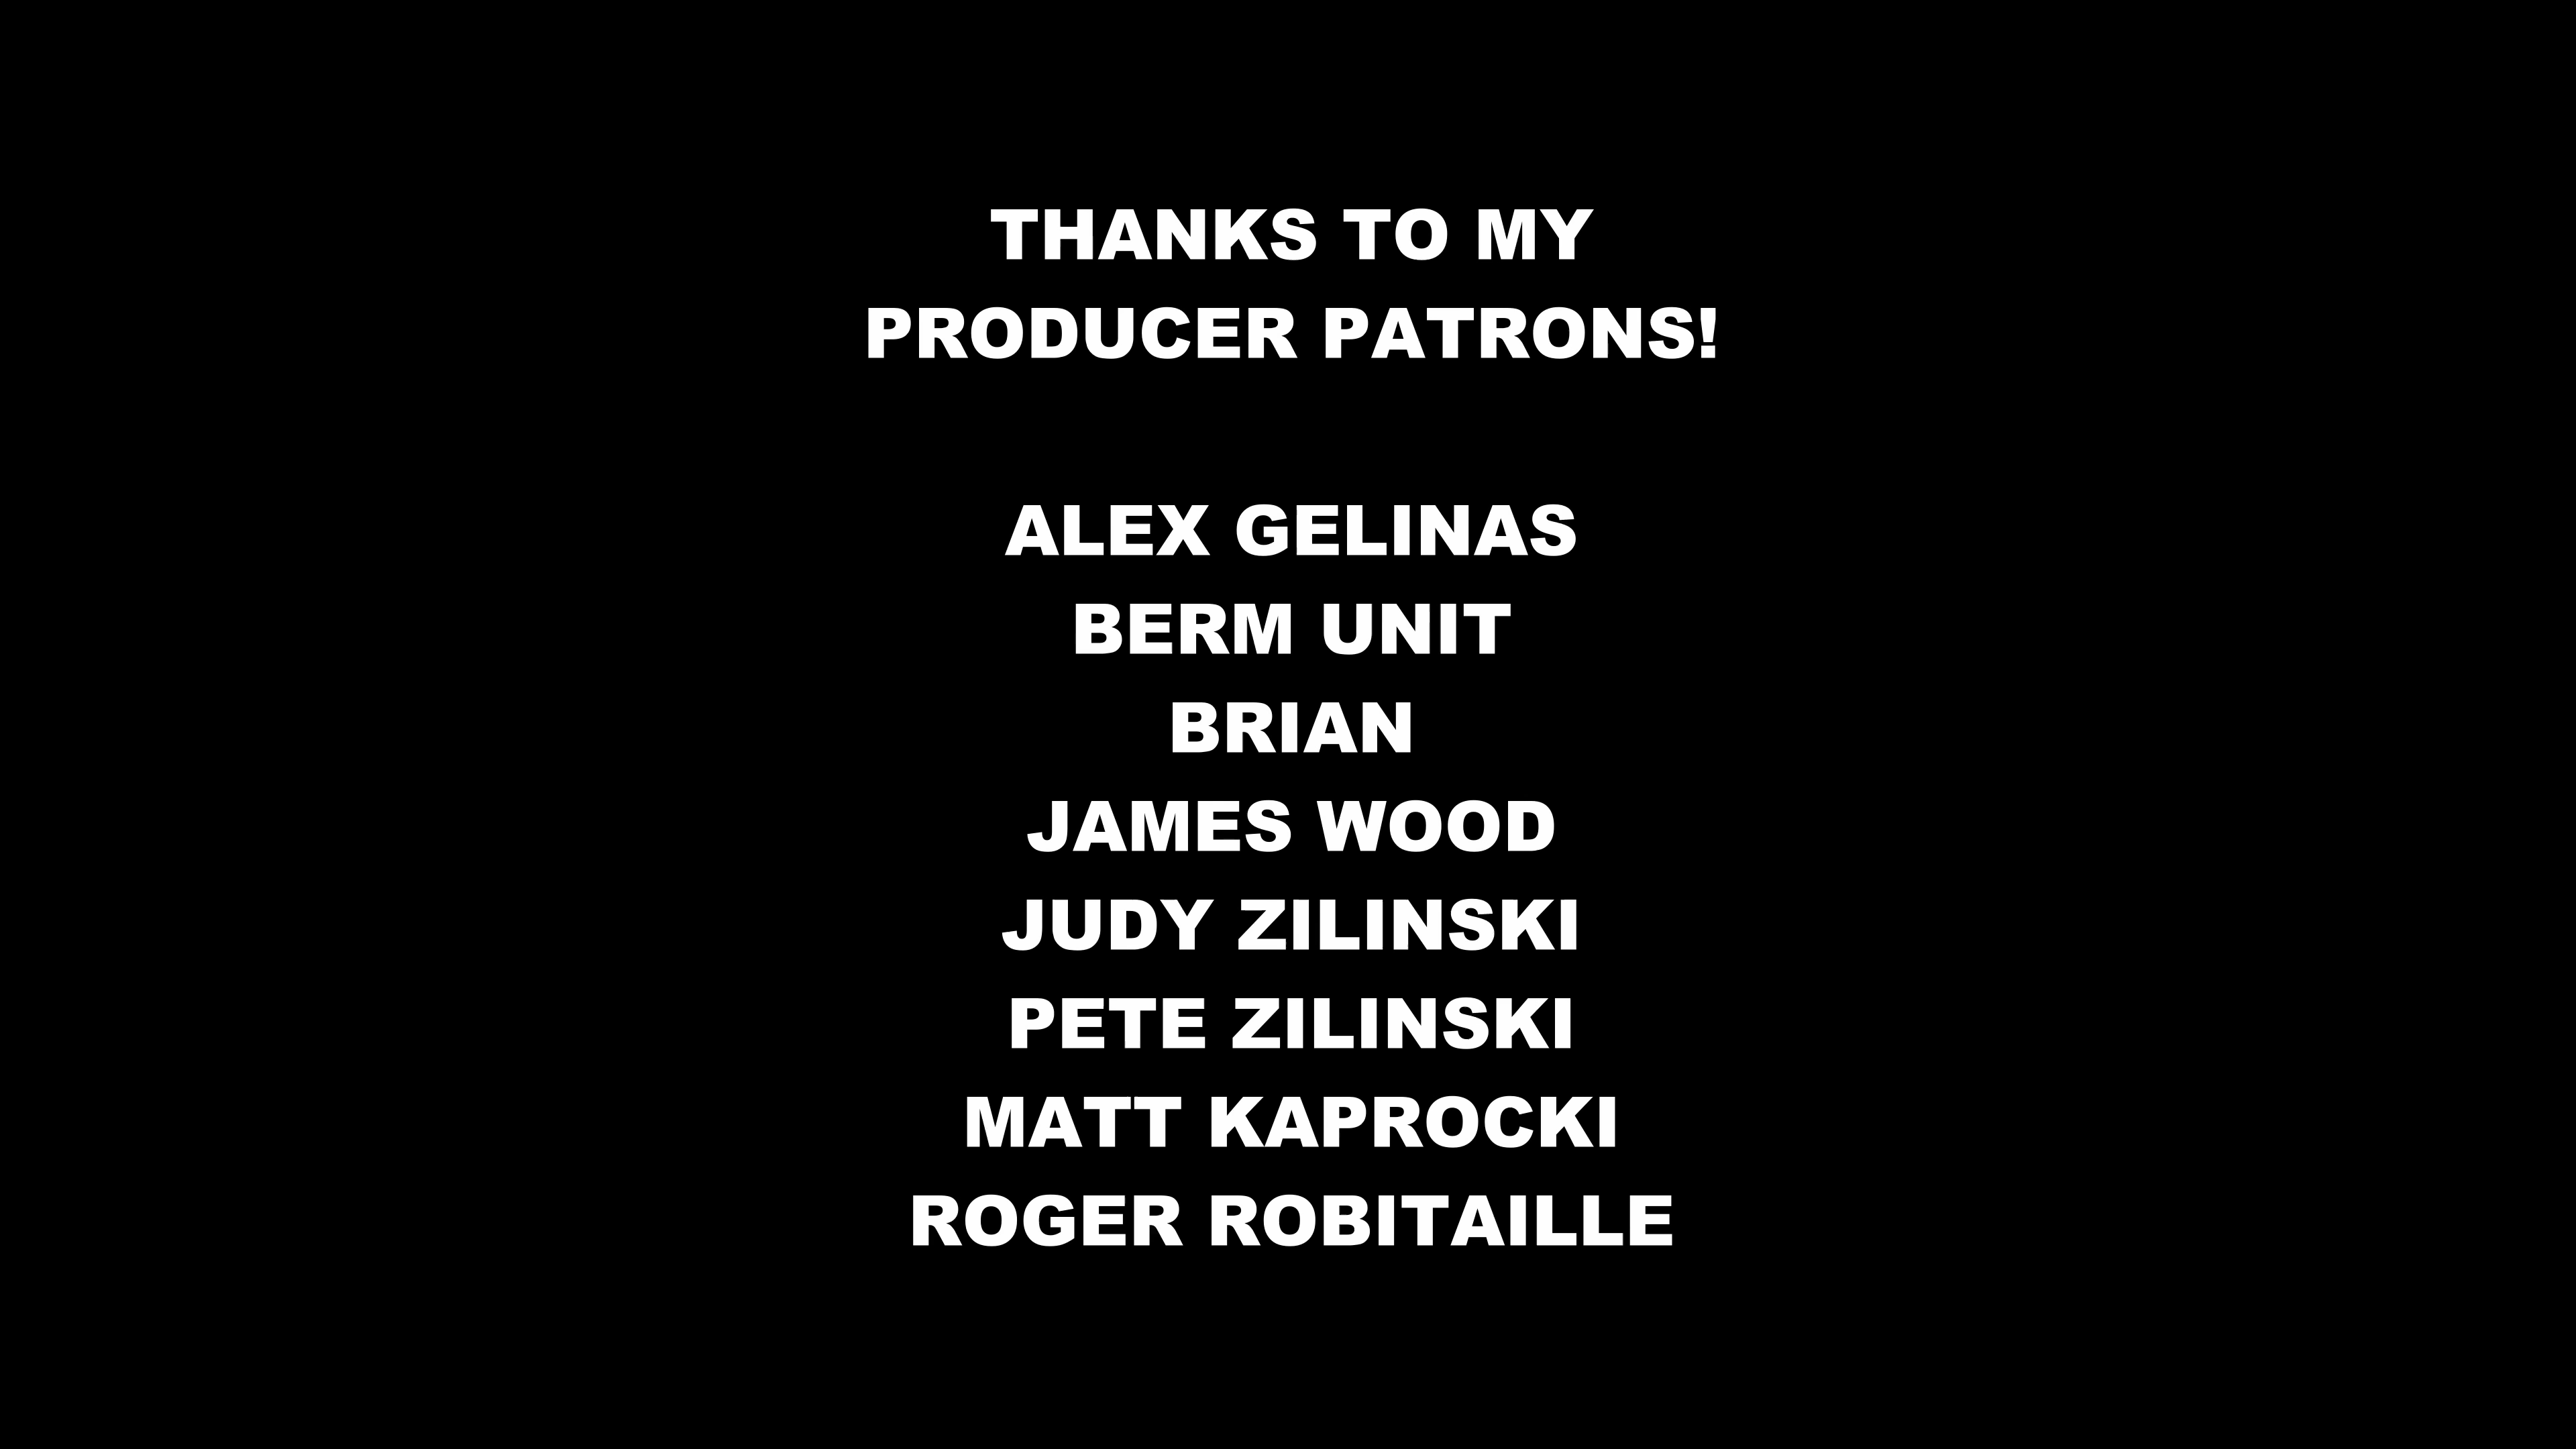 THANKS TO MY
PRODUCER PATRONS!
ALEX GELINAS
BERM UNIT
BRIAN
JAMES WOOD
JUDY ZILINSKI
PETE ZILINSKI
MATT KAPROCKI
ROGER ROBITAILLE